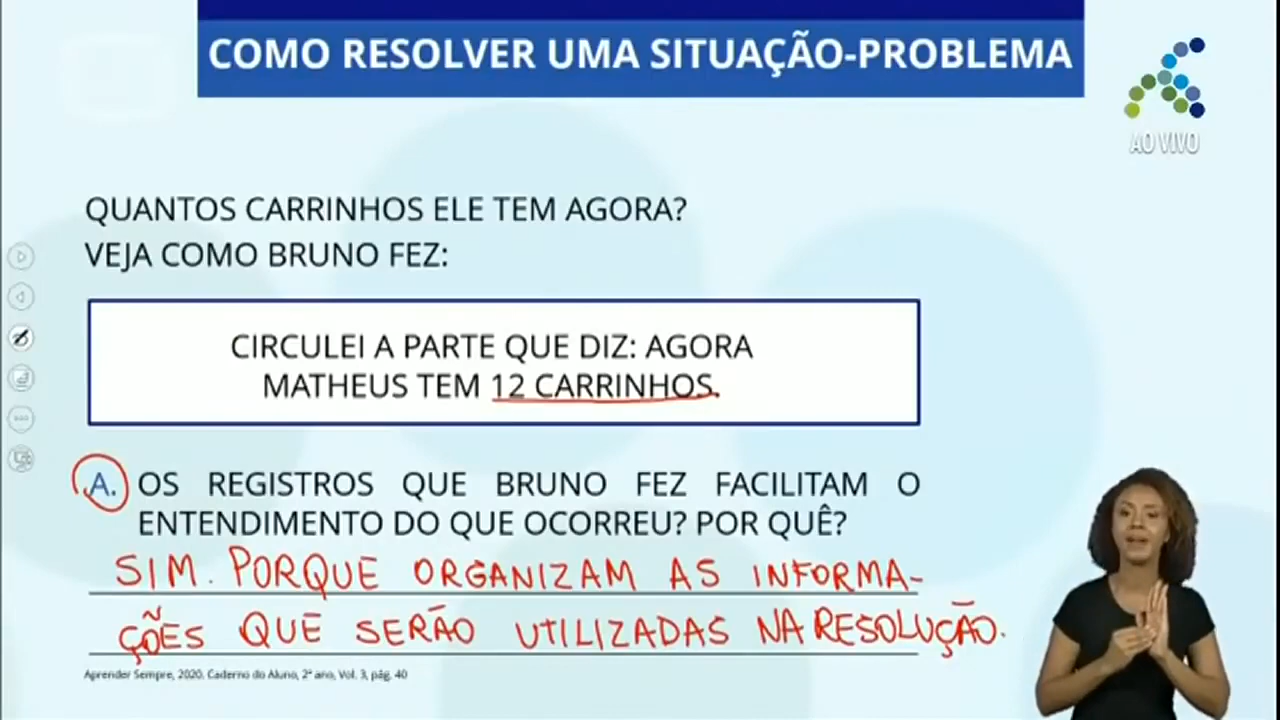 COMO RESOLVER UMA SITUAÇÃO-PROBLEMA
AO VIVO
QUANTOS CARRINHOS ELE TEM AGORA?
VEJA COMO BRUNO FEZ:
CIRCULEI A PARTE QUE DIZ: AGORA
MATHEUS TEM 12 CARRINHOS.
A. OS REGISTROS QUE BRUNO FEZ FACILITAM O
ENTENDIMENTO DO QUE OCORREU? POR QUÊ?
SIM. PORQUE ORGANIZAM AS INFORMA-
ÇÕES QUE SERÃO UTILIZADAS NA RESOLUÇÃO.
Aprender Sempre, 2020. Caderno do Aluno, 2º ano, Vol. 3, pág. 40